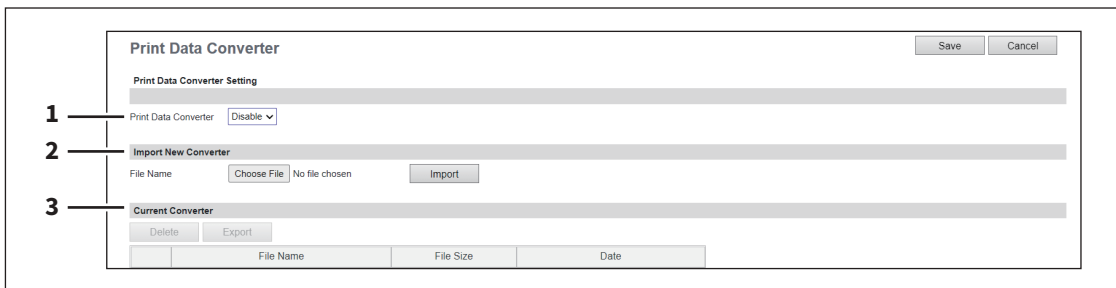 Print Data Converter Save Cancel
Print Data Converter Setting
1 Print Data Converter Disable
2 Import New Converter
File Name Choose File No file chosen Import
3 Current Converter
Delete Export
File Name File Size Date